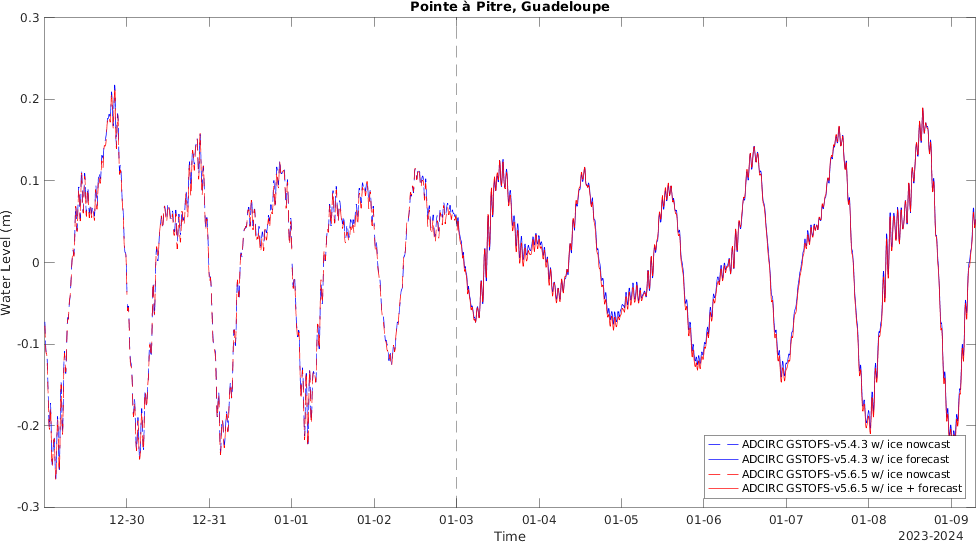 Pointe à Pitre, Guadeloupe
0.3
0.2
0.1
0
-0.1
-0.2
-0.3
Water Level (m)
12-30 12-31 01-01 01-02 01-03 01-04 01-05 01-06 01-07 01-08 01-09
Time
2023-2024
ADCIRC GSTOFS-v5.4.3 w/ ice nowcast
ADCIRC GSTOFS-v5.4.3 w/ ice forecast
ADCIRC GSTOFS-v5.6.5 w/ ice nowcast
ADCIRC GSTOFS-v5.6.5 w/ ice + forecast